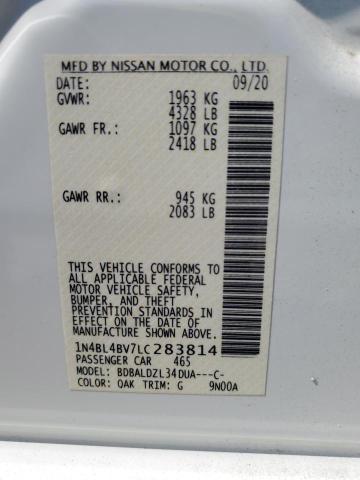 MFD BY NISSAN MOTOR CO., LTD.
DATE: 09/20
GVWR: 1963 KG
4328 LB
GAWR FR.: 1097 KG
2418 LB
GAWR RR.: 945 KG
2083 LB
THIS VEHICLE CONFORMS TO
ALL APPLICABLE FEDERAL
MOTOR VEHICLE SAFETY,
BUMPER, AND THEFT
PREVENTION STANDARDS IN
EFFECT ON THE DATE OF
MANUFACTURE SHOWN ABOVE.
1N4BL4BV7LC283814
PASSENGER CAR 465
MODEL: BDBALDZL34DUA---C-
COLOR: QAK TRIM: G 9N00A